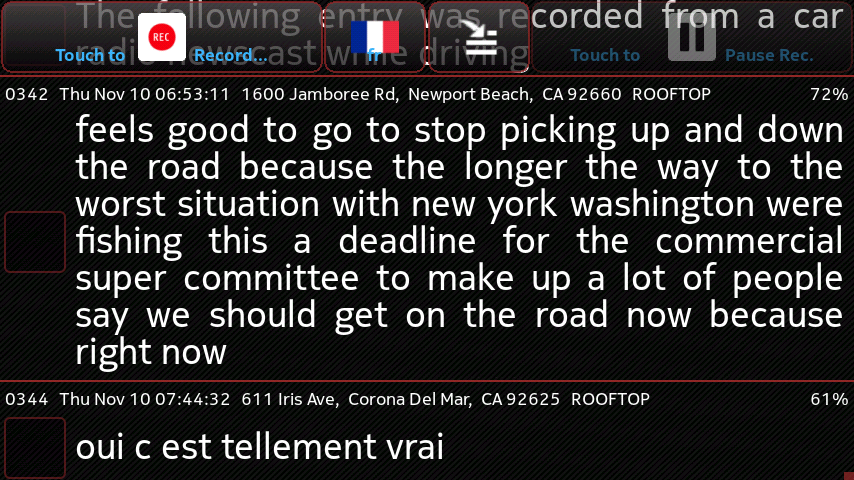 The following entry was recorded from a car
radio newscast while driving
Touch to REC Record... fr Touch to Pause Rec.
0342 Thu Nov 10 06:53:11 1600 Jamboree Rd, Newport Beach, CA 92660 ROOFTOP 72%
feels good to go to stop picking up and down
the road because the longer the way to the
worst situation with new york washington were
fishing this a deadline for the commercial
super committee to make up a lot of people
say we should get on the road now because
right now
0344 Thu Nov 10 07:44:32 611 Iris Ave, Corona Del Mar, CA 92625 ROOFTOP 61%
oui c est tellement vrai